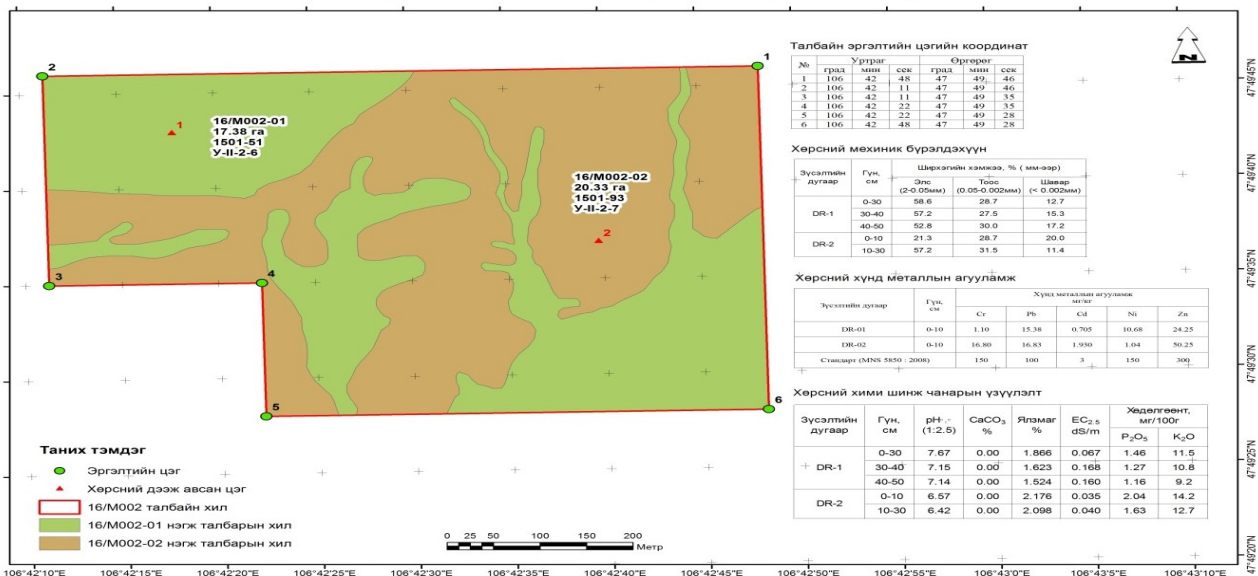 2
1
1
16/М002-01
17.38 га
1501-51
У-II-2-6
16/М002-02
20.33 га
1501-93
У-II-2-7
2
3
4
5
6
N
Талбайн эргэлтийн цэгийн координат
№ Уртраг Өргөрөг
град мин сек град мин сек
1 106 42 48 47 49 46
2 106 42 11 47 49 46
3 106 42 11 47 49 35
4 106 42 22 47 49 35
5 106 42 22 47 49 28
6 106 42 48 47 49 28
Хөрсний мехиник бүрэлдэхүүн
Зүсэлтийн дугаар Гүн, см Ширхэгийн хэмжээ, % ( мм-ээр)
Элс (2-0.05мм) Тоос (0.05-0.002мм) Шавар (< 0.002мм)
DR-1 0-30 58.6 28.7 12.7
30-40 57.2 27.5 15.3
40-50 52.8 30.0 17.2
DR-2 0-10 21.3 28.7 20.0
10-30 57.2 31.5 11.4
Хөрсний хүнд металлын агууламж
Зүсэлтийн дугаар Гүн, см Хүнд металлын агууламж мг/кг
Cr Pb Cd Ni Zn
DR-01 0-10 1.10 15.38 0.705 10.68 24.25
DR-02 0-10 16.80 16.83 1.930 1.04 50.25
Стандарт (MNS 5850 : 2008) 150 100 3 150 300
Хөрсний хими шинж чанарын үзүүлэлт
Зүсэлтийн дугаар Гүн, см pH (1:2.5) CaCO₃ % Ялзмаг % EC₂.₅ dS/m Хөдөлгөөнт, мг/100г
P₂O₅ K₂O
DR-1 0-30 7.67 0.00 1.866 0.067 1.46 11.5
30-40 7.15 0.00 1.623 0.168 1.27 10.8
40-50 7.14 0.00 1.524 0.160 1.16 9.2
DR-2 0-10 6.57 0.00 2.176 0.035 2.04 14.2
10-30 6.42 0.00 2.098 0.040 1.63 12.7
Таних тэмдэг
Эргэлтийн цэг
Хөрсний дээж авсан цэг
16/М002 талбайн хил
16/М002-01 нэгж талбарын хил
16/М002-02 нэгж талбарын хил
0 25 50 100 150 200
Метр
47°49'45"N
47°49'40"N
47°49'35"N
47°49'30"N
47°49'25"N
47°49'20"N
106°42'10"E 106°42'15"E 106°42'20"E 106°42'25"E 106°42'30"E 106°42'35"E 106°42'40"E 106°42'45"E 106°42'50"E 106°42'55"E 106°43'0"E 106°43'5"E 106°43'10"E